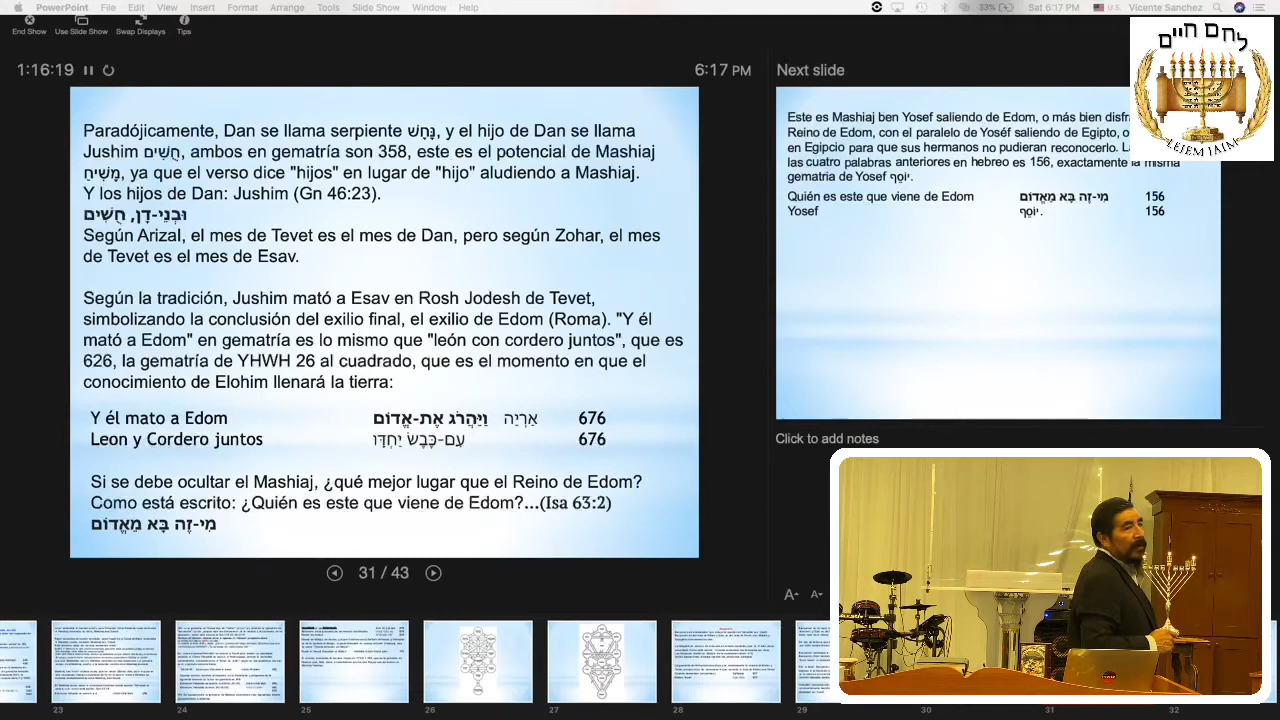 PowerPoint File Edit View Insert Format Arrange Tools Slide Show Window Help 33% U.S. Sat 6:17 PM Vicente Sanchez
End Show Use Slide Show Swap Displays Tips
1:16:19
6:17 PM
Paradójicamente, Dan se llama serpiente נָּחָשׁ, y el hijo de Dan se llama
Jushim חֻשִׁים, ambos en gematría son 358, este es el potencial de Mashiaj
מָשִׁיחַ, ya que el verso dice "hijos" en lugar de "hijo" aludiendo a Mashiaj.
Y los hijos de Dan: Jushim (Gn 46:23).
וּבְנֵי-דָן, חֻשִׁים
Según Arizal, el mes de Tevet es el mes de Dan, pero según Zohar, el mes
de Tevet es el mes de Esav.
Según la tradición, Jushim mató a Esav en Rosh Jodesh de Tevet,
simbolizando la conclusión del exilio final, el exilio de Edom (Roma). "Y él
mató a Edom" en gematría es lo mismo que "león con cordero juntos", que es
626, la gematría de YHWH 26 al cuadrado, que es el momento en que el
conocimiento de Elohim llenará la tierra:
Y él mato a Edom וַיַּהֲרֹג אֶת-אֱדוֹם אַרְיֵה 676
Leon y Cordero juntos עִם-כֶּבֶשׂ יַחְדָּו 676
Si se debe ocultar el Mashiaj, ¿qué mejor lugar que el Reino de Edom?
Como está escrito: ¿Quién es este que viene de Edom?...(Isa 63:2)
מִי-זֶה בָּא מֵאֱדוֹם
31 / 43
Next slide
Este es Mashiaj ben Yosef saliendo de Edom, o más bien disfr
Reino de Edom, con el paralelo de Yoséf saliendo de Egipto, o
en Egipcio para que sus hermanos no pudieran reconocerlo. L
las cuatro palabras anteriores en hebreo es 156, exactamente la misma
gematria de Yosef יוֹסֵף.
Quién es este que viene de Edom מִי-זֶה בָּא מֵאֱדוֹם 156
Yosef יוֹסֵף. 156
Click to add notes
לחם חיים
LEJEM JAIM
23 24 25 26 27 28 29 30 31 32